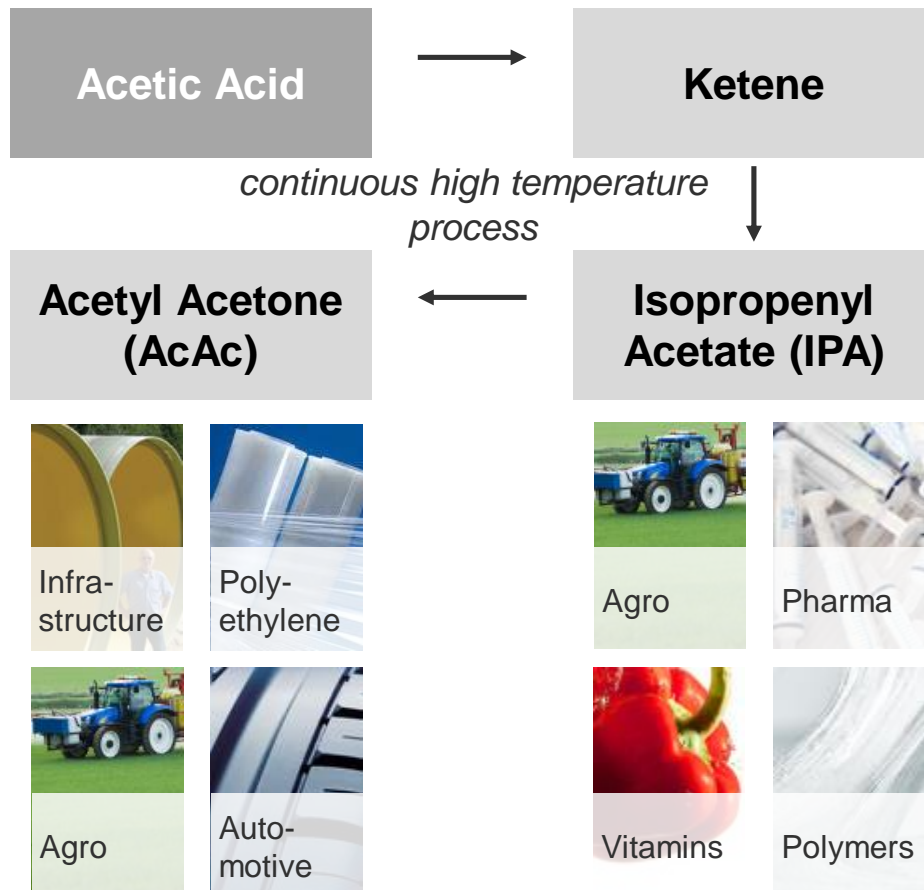 Acetic Acid
Ketene
continuous high temperature
process
Acetyl Acetone
(AcAc)
Isopropenyl
Acetate (IPA)
Infra-
structure
Poly-
ethylene
Agro
Pharma
Agro
Auto-
motive
Vitamins
Polymers